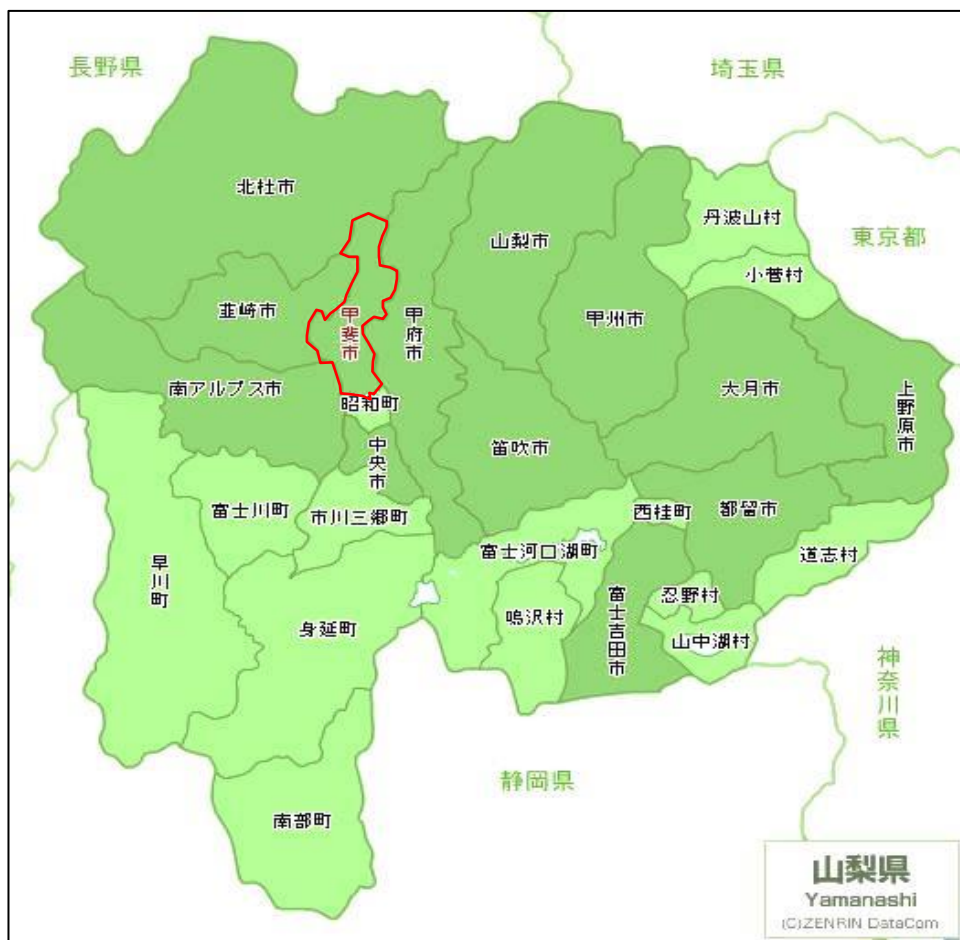 長野県
埼玉県
北杜市
丹波山村
山梨市
東京都
小菅村
韮崎市
甲斐市
甲府市
甲州市
南アルプス市
昭和町
大月市
上野原市
中央市
笛吹市
富士川町
市川三郷町
西桂町
都留市
富士河口湖町
道志村
早川町
鳴沢村
忍野村
富士吉田市
身延町
山中湖村
神奈川県
静岡県
南部町
山梨県
Yamanashi
(C)ZENRIN DataCom